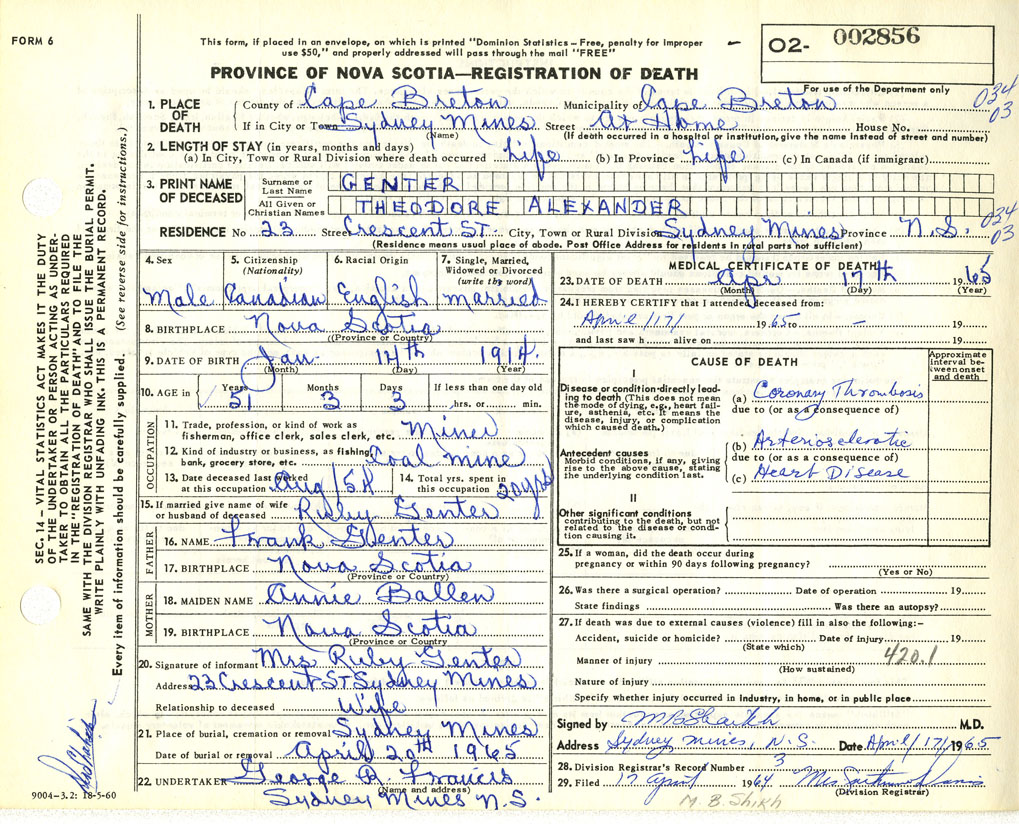 FORM 6
This form, if placed in an envelope, on which is printed "Dominion Statistics – Free, penalty for improper
use $50," and properly addressed will pass through the mail "FREE"
O2- 002856
For use of the Department only
PROVINCE OF NOVA SCOTIA—REGISTRATION OF DEATH
034
03
1. PLACE OF DEATH
County of Cape Breton Municipality of Cape Breton
If in City or Town Sydney Mines Street At Home House No.
(Name) (If death occurred in a hospital or institution, give the name instead of street and number)
2. LENGTH OF STAY (in years, months and days)
(a) In City, Town or Rural Division where death occurred Life (b) In Province Life (c) In Canada (if immigrant)
3. PRINT NAME OF DECEASED
Surname or Last Name GENTER
All Given or Christian Names THEODORE ALEXANDER
RESIDENCE No 23 Street Crescent St. City, Town or Rural Division Sydney Mines Province N.S.
034
03
(Residence means usual place of abode. Post Office Address for residents in rural parts not sufficient)
4. Sex
Male
5. Citizenship
(Nationality)
Canadian
6. Racial Origin
English
7. Single, Married,
Widowed or Divorced
(write the word)
married
8. BIRTHPLACE Nova Scotia
(Province or Country)
9. DATE OF BIRTH Jan 14th 1914.
(Month) (Day) (Year)
10. AGE in
Years Months Days If less than one day old
51 3 3 hrs. or min.
OCCUPATION
11. Trade, profession, or kind of work as
fisherman, office clerk, sales clerk, etc. Miner
12. Kind of industry or business, as fishing,
bank, grocery store, etc. Coal mine
13. Date deceased last worked
at this occupation Aug/58
14. Total yrs. spent in
this occupation 20yrs
15. If married give name of wife
or husband of deceased Ruby Genter
FATHER
16. NAME Frank Genter
17. BIRTHPLACE Nova Scotia
(Province or Country)
MOTHER
18. MAIDEN NAME Annie Ballen
19. BIRTHPLACE Nova Scotia
(Province or Country
20. Signature of informant Mrs Ruby Genter
Address 23 Crescent St Sydney Mines
Relationship to deceased Wife
21. Place of burial, cremation or removal Sydney Mines
Date of burial or removal April 20th 1965
22. UNDERTAKER George B. Francis
(Name and address)
Sydney Mines N.S.
MEDICAL CERTIFICATE OF DEATH
23. DATE OF DEATH Apr 17th 1965
(Month) (Day) (Year)
24. I HEREBY CERTIFY that I attended deceased from:
April/17/ 1965 to – 19
and last saw h alive on 19
CAUSE OF DEATH
Approximate
interval be-
tween onset
and death
I
Disease or condition directly lead-
ing to death (This does not mean
the mode of dying, e.g., heart fail-
ure, asthenia, etc. It means the
disease, injury, or complication
which caused death.)
(a) Coronary Thrombosis
due to (or as a consequence of)
Antecedent causes
Morbid conditions, if any, giving
rise to the above cause, stating
the underlying condition last.
(b) Arteriosclerotic
due to (or as a consequence of)
(c) Heart Disease
II
Other significant conditions
contributing to the death, but not
related to the disease or condi-
tion causing it.
25. If a woman, did the death occur during
pregnancy or within 90 days following pregnancy?
(Yes or No)
26. Was there a surgical operation? Date of operation 19
State findings Was there an autopsy?
27. If death was due to external causes (violence) fill in also the following:–
Accident, suicide or homicide? Date of injury 19
(State which)
420.1
Manner of injury
(How sustained)
Nature of injury
Specify whether injury occurred in industry, in home, or in public place
Signed by M B Shaikh M.D.
Address Sydney mines, N.S. Date April/17/1965
28. Division Registrar's Record Number 3
29. Filed 17 April 1964 Mrs
(Division Registrar)
M. B. Shikh
SEC. 14 – VITAL STATISTICS ACT MAKES IT THE DUTY
OF THE UNDERTAKER OR PERSON ACTING AS UNDER-
TAKER TO OBTAIN ALL THE PARTICULARS REQUIRED
IN THE "REGISTRATION OF DEATH" AND TO FILE THE
SAME WITH THE DIVISION REGISTRAR WHO SHALL ISSUE THE BURIAL PERMIT.
WRITE PLAINLY WITH UNFADING INK. THIS IS A PERMANENT RECORD.
Every item of information should be carefully supplied. (See reverse side for instructions.)
9004–3.2: 18-5-60